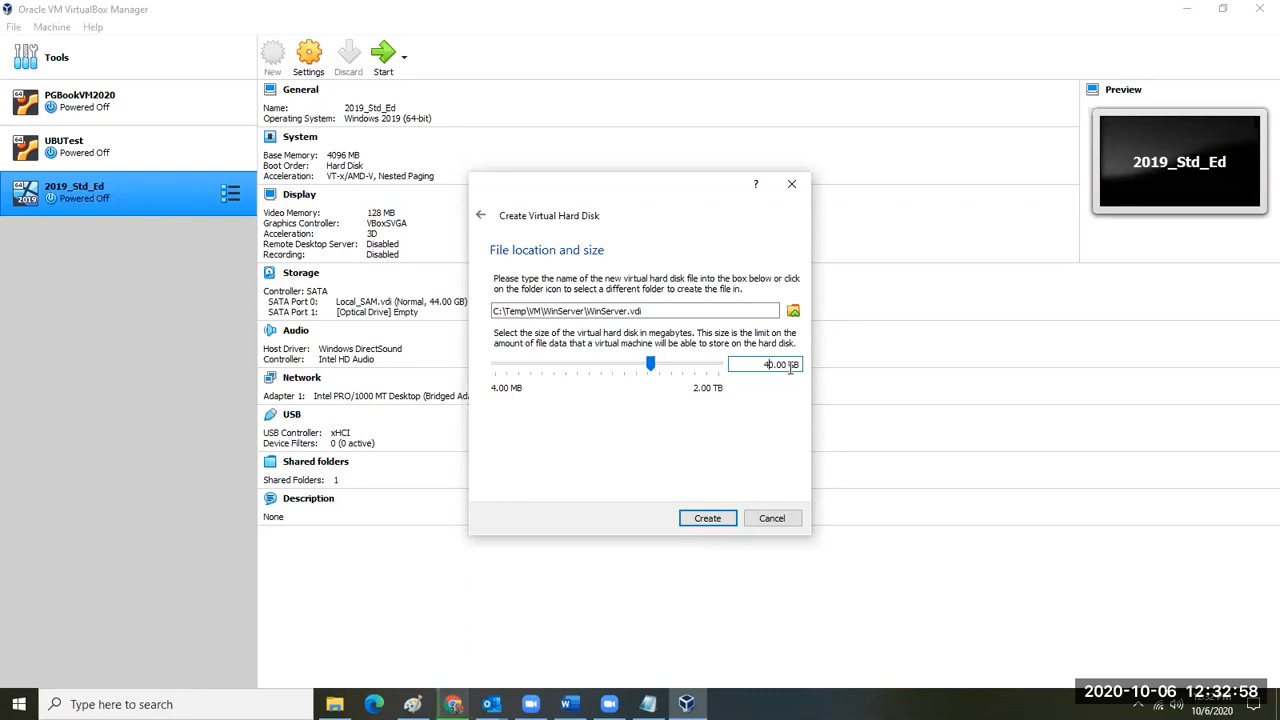 Oracle VM VirtualBox Manager
File Machine Help
Tools
New Settings Discard Start
64 PGBookVM2020
Powered Off
64 UBUTest
Powered Off
64 2019 2019_Std_Ed
Powered Off
General
Name: 2019_Std_Ed
Operating System: Windows 2019 (64-bit)
System
Base Memory: 4096 MB
Boot Order: Hard Disk
Acceleration: VT-x/AMD-V, Nested Paging
Display
Video Memory: 128 MB
Graphics Controller: VBoxSVGA
Acceleration: 3D
Remote Desktop Server: Disabled
Recording: Disabled
Storage
Controller: SATA
SATA Port 0: Local_SAM.vdi (Normal, 44.00 GB)
SATA Port 1: [Optical Drive] Empty
Audio
Host Driver: Windows DirectSound
Controller: Intel HD Audio
Network
Adapter 1: Intel PRO/1000 MT Desktop (Bridged Ada
USB
USB Controller: xHCI
Device Filters: 0 (0 active)
Shared folders
Shared Folders: 1
Description
None
Preview
2019_Std_Ed
?
Create Virtual Hard Disk
File location and size
Please type the name of the new virtual hard disk file into the box below or click
on the folder icon to select a different folder to create the file in.
C:\Temp\VM\WinServer\WinServer.vdi
Select the size of the virtual hard disk in megabytes. This size is the limit on the
amount of file data that a virtual machine will be able to store on the hard disk.
40.00 GB
4.00 MB 2.00 TB
Create Cancel
Type here to search
2020-10-06 12:32:58
10/6/2020